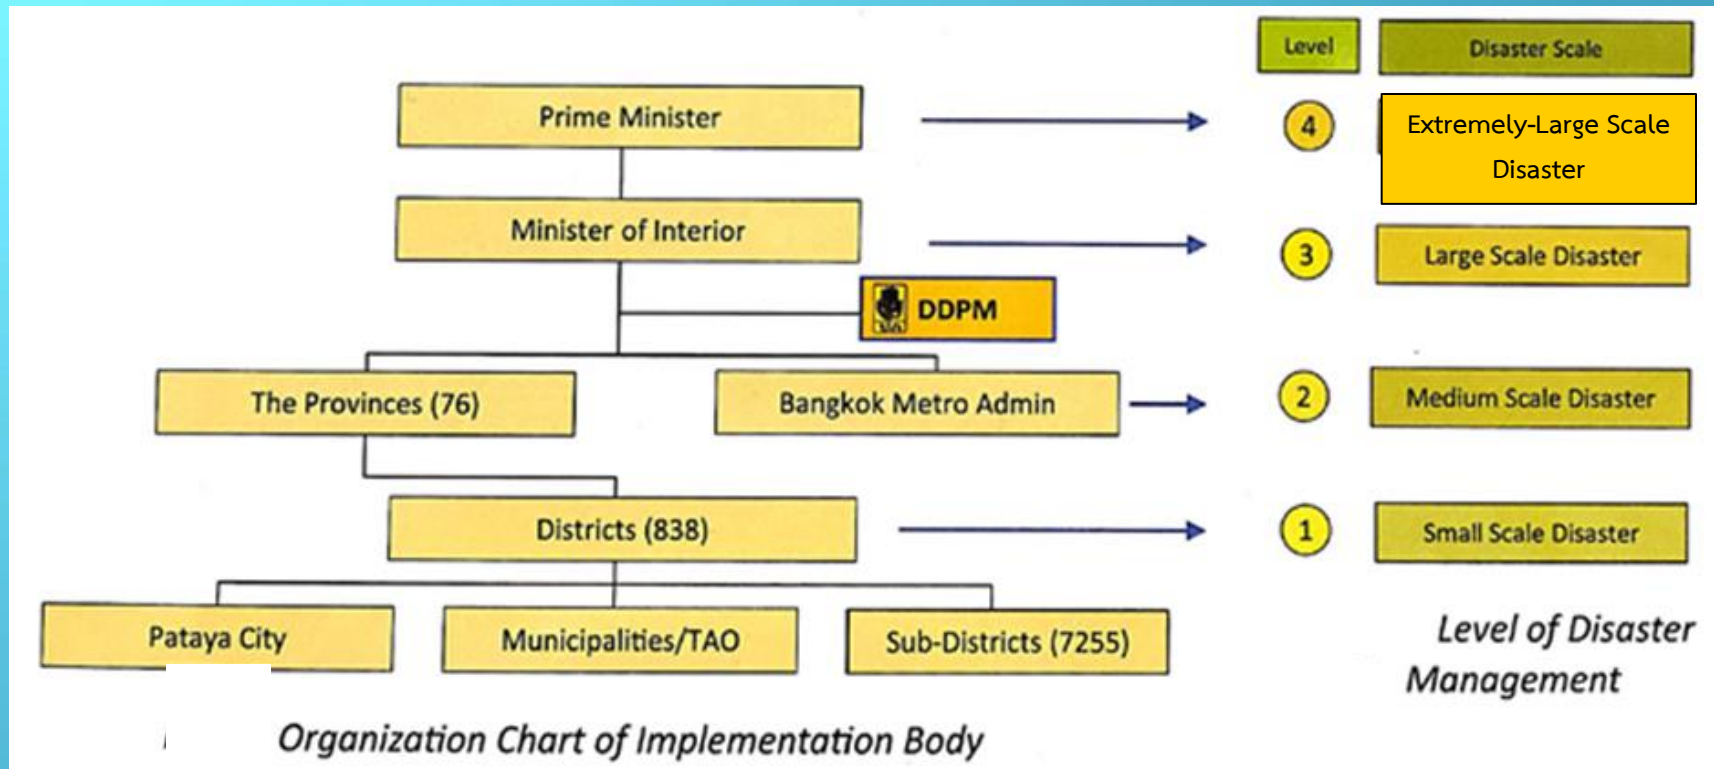 Level
Disaster Scale
Prime Minister
4
Extremely-Large Scale
Disaster
Minister of Interior
3
Large Scale Disaster
DDPM
The Provinces (76)
Bangkok Metro Admin
2
Medium Scale Disaster
Districts (838)
1
Small Scale Disaster
Pataya City
Municipalities/TAO
Sub-Districts (7255)
Level of Disaster
Management
Organization Chart of Implementation Body